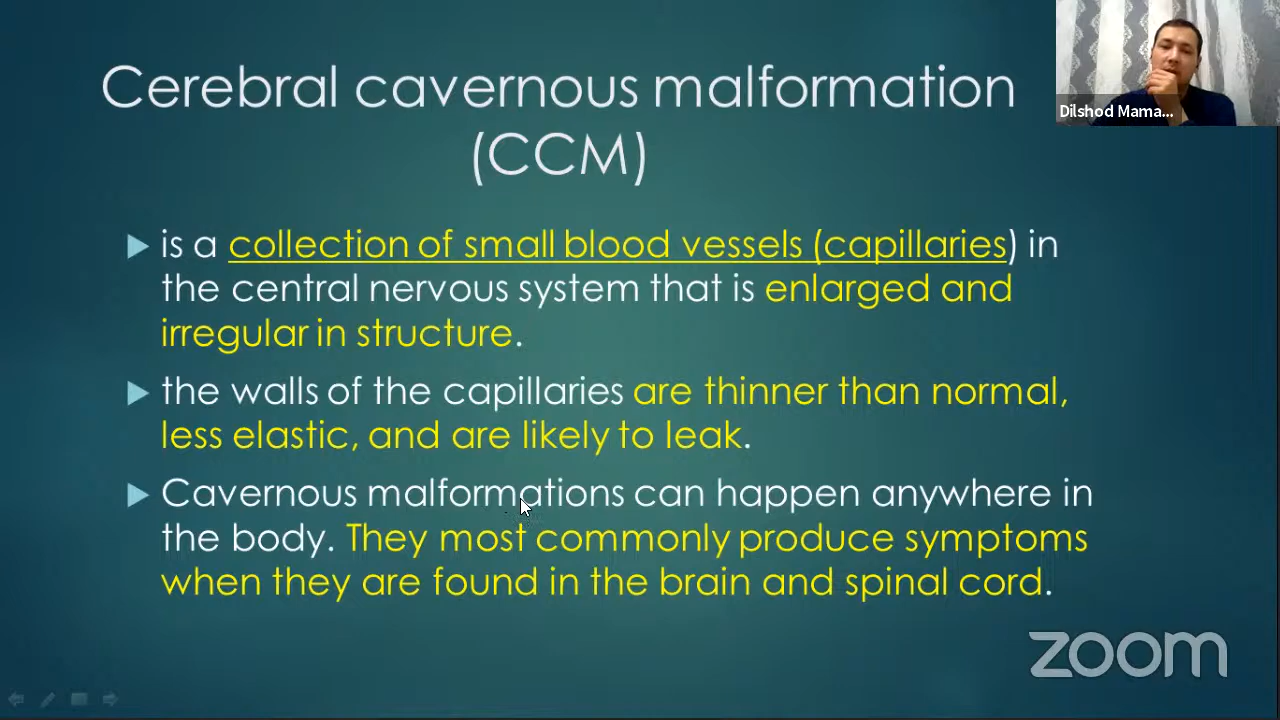 Cerebral cavernous malformation
(CCM)
Dilshod Mama...
is a collection of small blood vessels (capillaries) in
the central nervous system that is enlarged and
irregular in structure.
the walls of the capillaries are thinner than normal,
less elastic, and are likely to leak.
Cavernous malformations can happen anywhere in
the body. They most commonly produce symptoms
when they are found in the brain and spinal cord.
zoom